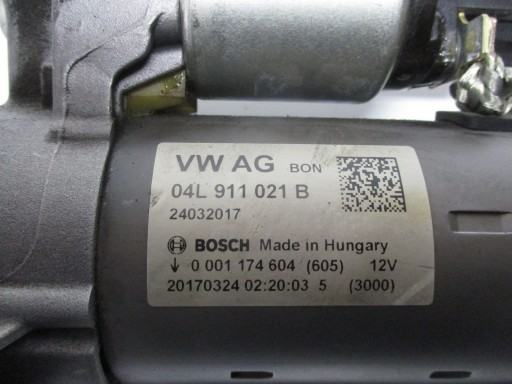 VW AG BON
04L 911 021 B
24032017
BOSCH Made in Hungary
↓ 0 001 174 604 (605) 12V
20170324 02:20:03 5 (3000)